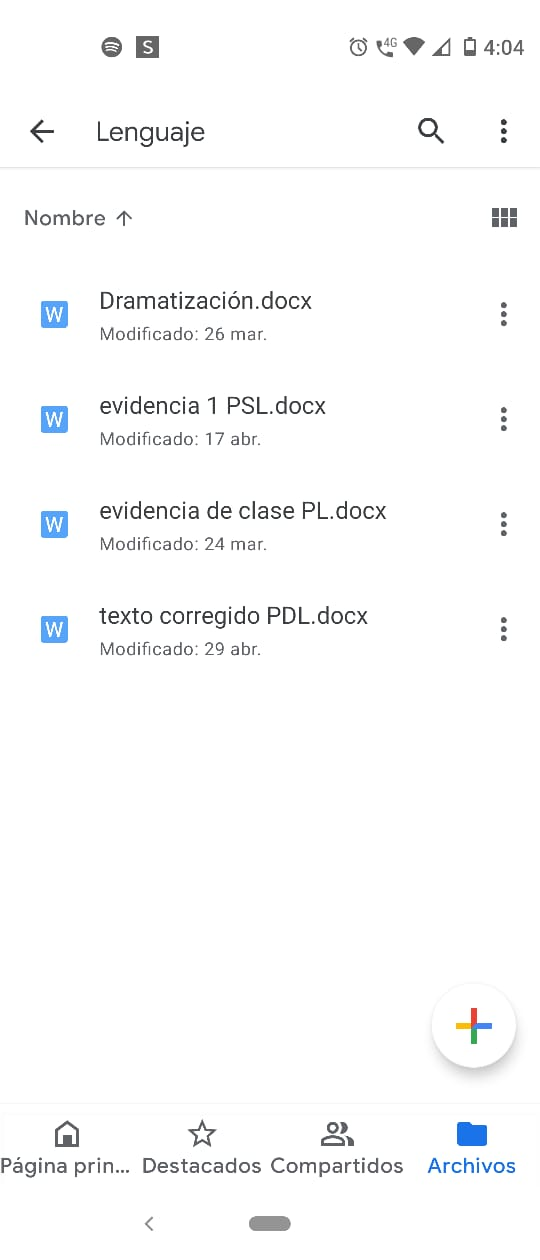 S
4G
4:04
Lenguaje
Nombre
W
Dramatización.docx
Modificado: 26 mar.
W
evidencia 1 PSL.docx
Modificado: 17 abr.
W
evidencia de clase PL.docx
Modificado: 24 mar.
W
texto corregido PDL.docx
Modificado: 29 abr.
Página prin... Destacados Compartidos Archivos